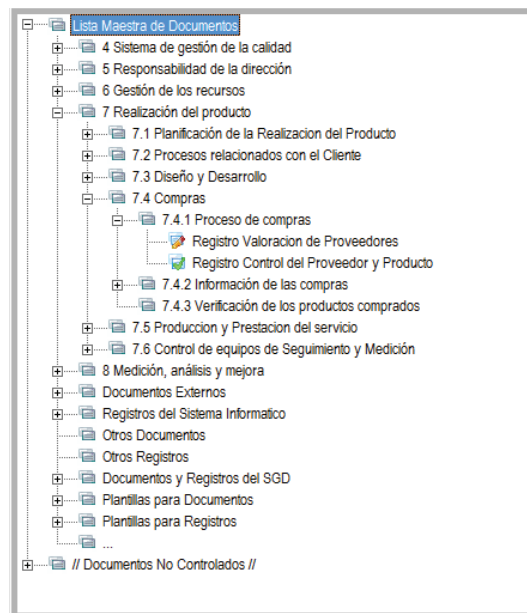 Lista Maestra de Documentos
4 Sistema de gestión de la calidad
5 Responsabilidad de la dirección
6 Gestión de los recursos
7 Realización del producto
7.1 Planificación de la Realizacion del Producto
7.2 Procesos relacionados con el Cliente
7.3 Diseño y Desarrollo
7.4 Compras
7.4.1 Proceso de compras
Registro Valoracion de Proveedores
Registro Control del Proveedor y Producto
7.4.2 Información de las compras
7.4.3 Verificación de los productos comprados
7.5 Produccion y Prestacion del servicio
7.6 Control de equipos de Seguimiento y Medición
8 Medición, análisis y mejora
Documentos Externos
Registros del Sistema Informatico
Otros Documentos
Otros Registros
Documentos y Registros del SGD
Plantillas para Documentos
Plantillas para Registros
...
// Documentos No Controlados //